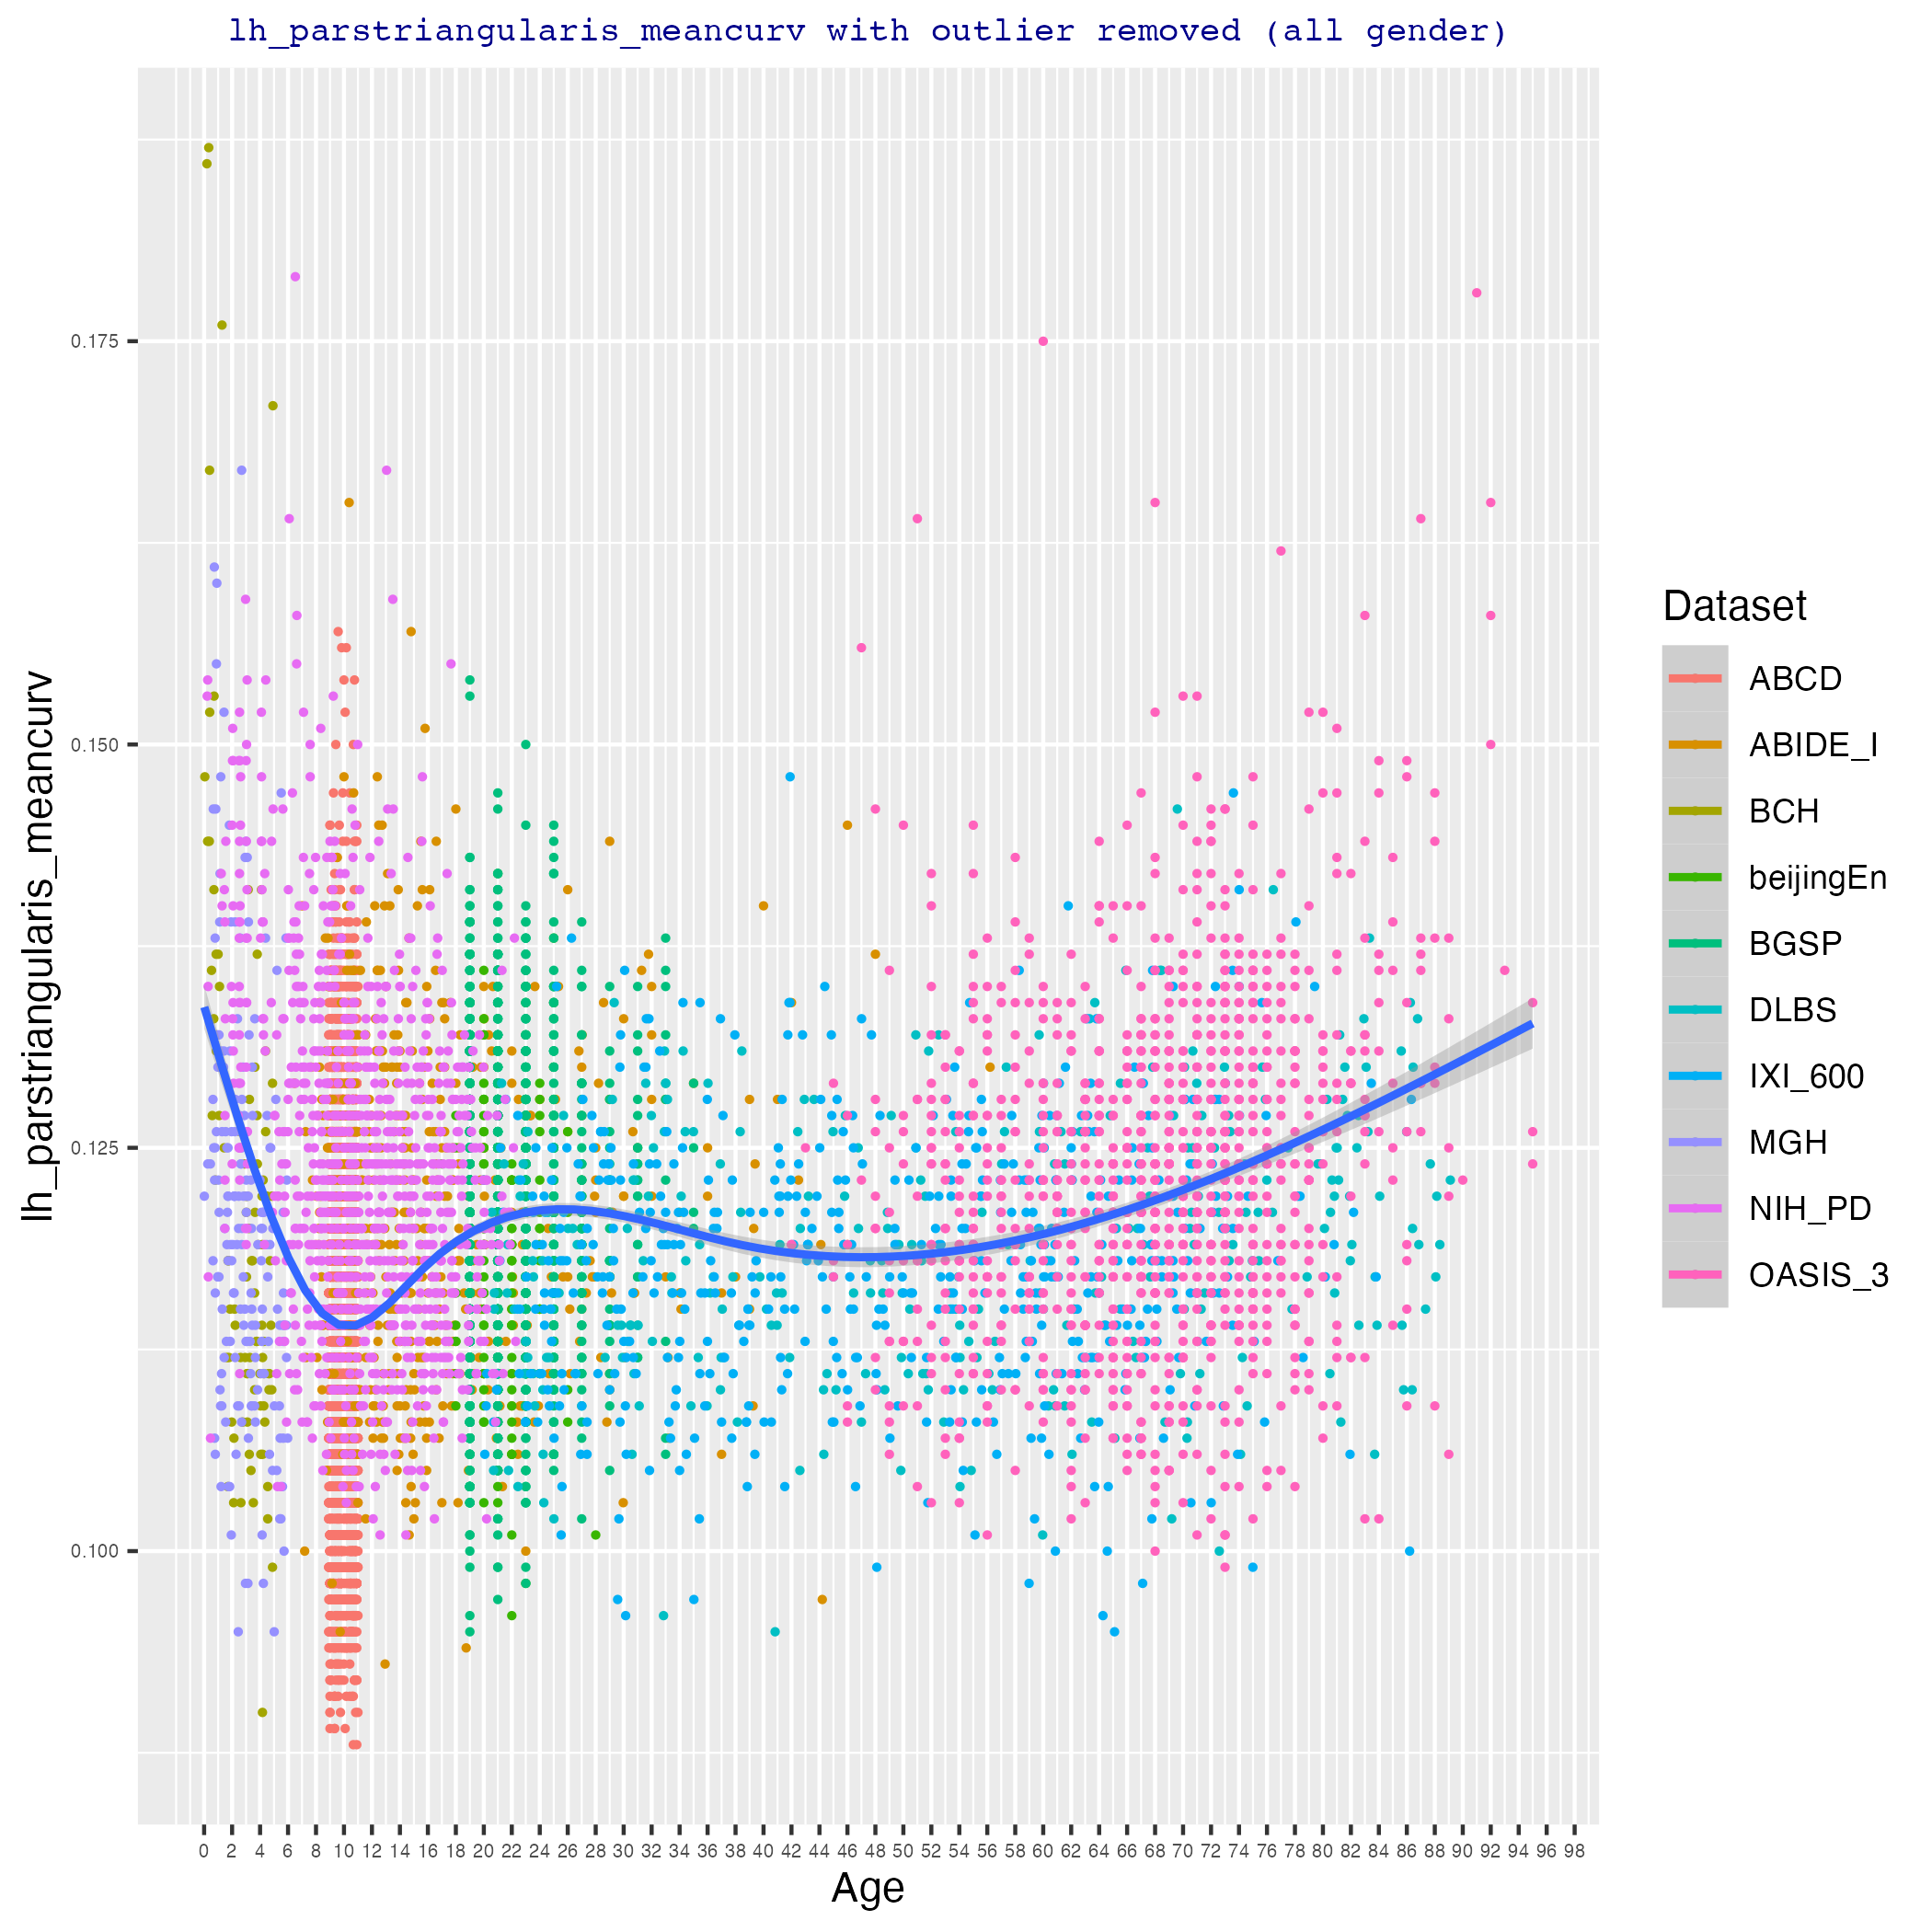 lh_parstriangularis_meancurv with outlier removed (all gender)
lh_parstriangularis_meancurv
0.175
0.150
0.125
0.100
0 2 4 6 8 10 12 14 16 18 20 22 24 26 28 30 32 34 36 38 40 42 44 46 48 50 52 54 56 58 60 62 64 66 68 70 72 74 76 78 80 82 84 86 88 90 92 94 96 98
Age
Dataset
ABCD
ABIDE_I
BCH
beijingEn
BGSP
DLBS
IXI_600
MGH
NIH_PD
OASIS_3